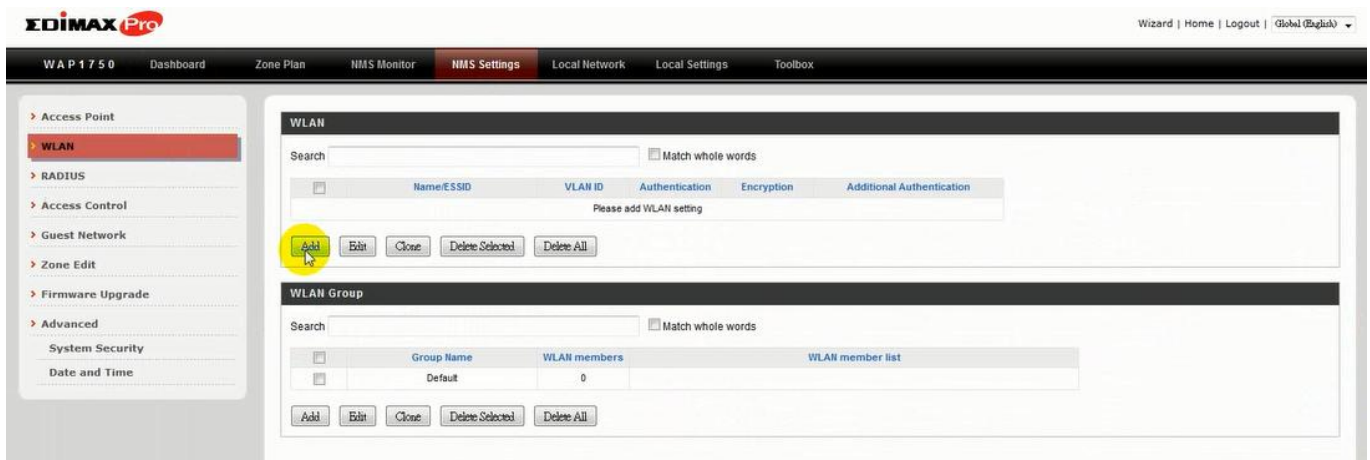 EDIMAX Pro
Wizard | Home | Logout | Global (English)
WAP1750 Dashboard Zone Plan NMS Monitor NMS Settings Local Network Local Settings Toolbox
Access Point
WLAN
RADIUS
Access Control
Guest Network
Zone Edit
Firmware Upgrade
Advanced
System Security
Date and Time
WLAN
Search Match whole words
Name/ESSID VLAN ID Authentication Encryption Additional Authentication
Please add WLAN setting
Add Edit Clone Delete Selected Delete All
WLAN Group
Search Match whole words
Group Name WLAN members WLAN member list
Default 0
Add Edit Clone Delete Selected Delete All